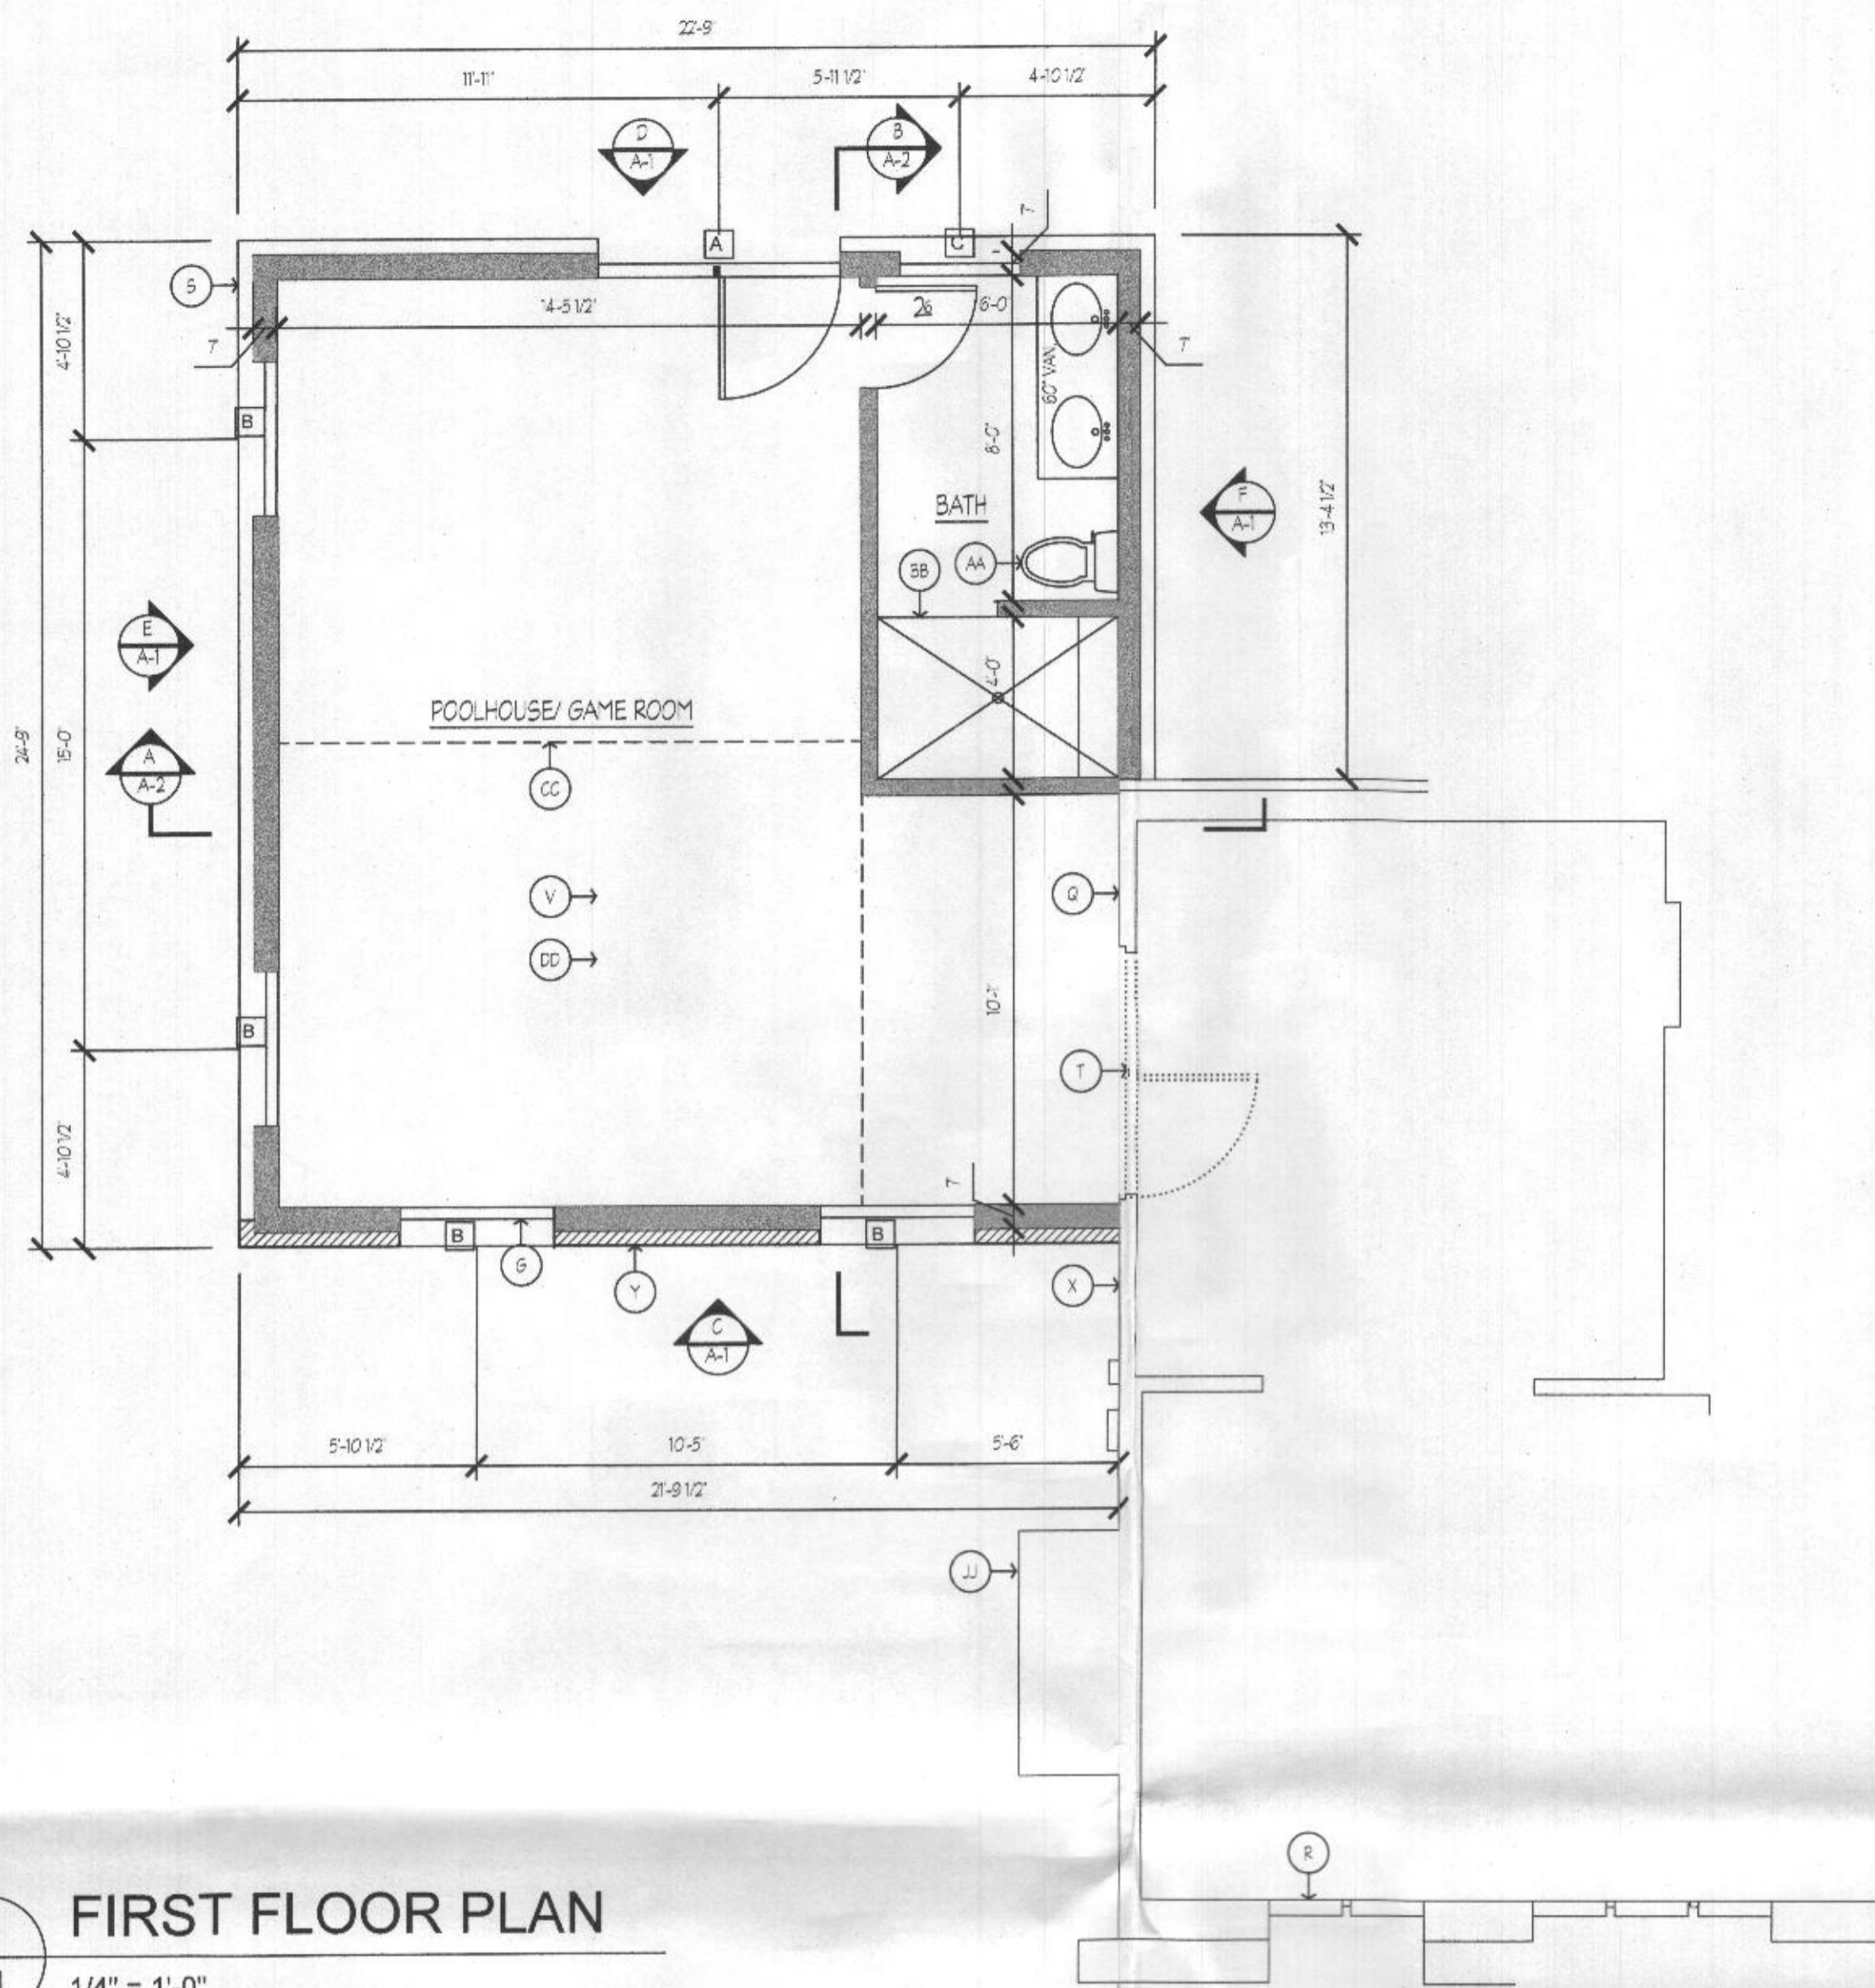 22'-9"
11'-11"
5'-11 1/2"
4'-10 1/2"
D
A-1
B
A-2
7"
A
C
S
14'-5 1/2"
26
6'-0"
7"
7"
4'-10 1/2"
B
60" VAN.
8'-0"
BATH
F
A-1
13'-4 1/2"
BB
AA
E
A-1
4'-0"
POOLHOUSE/ GAME ROOM
24'-9"
15'-0"
A
A-2
CC
V
Q
DD
10'-1"
B
T
4'-10 1/2"
7"
B
B
G
Y
X
C
A-1
5'-10 1/2"
10'-5"
5'-6"
21'-9 1/2"
JJ
R
FIRST FLOOR PLAN
1/4" = 1'-0"